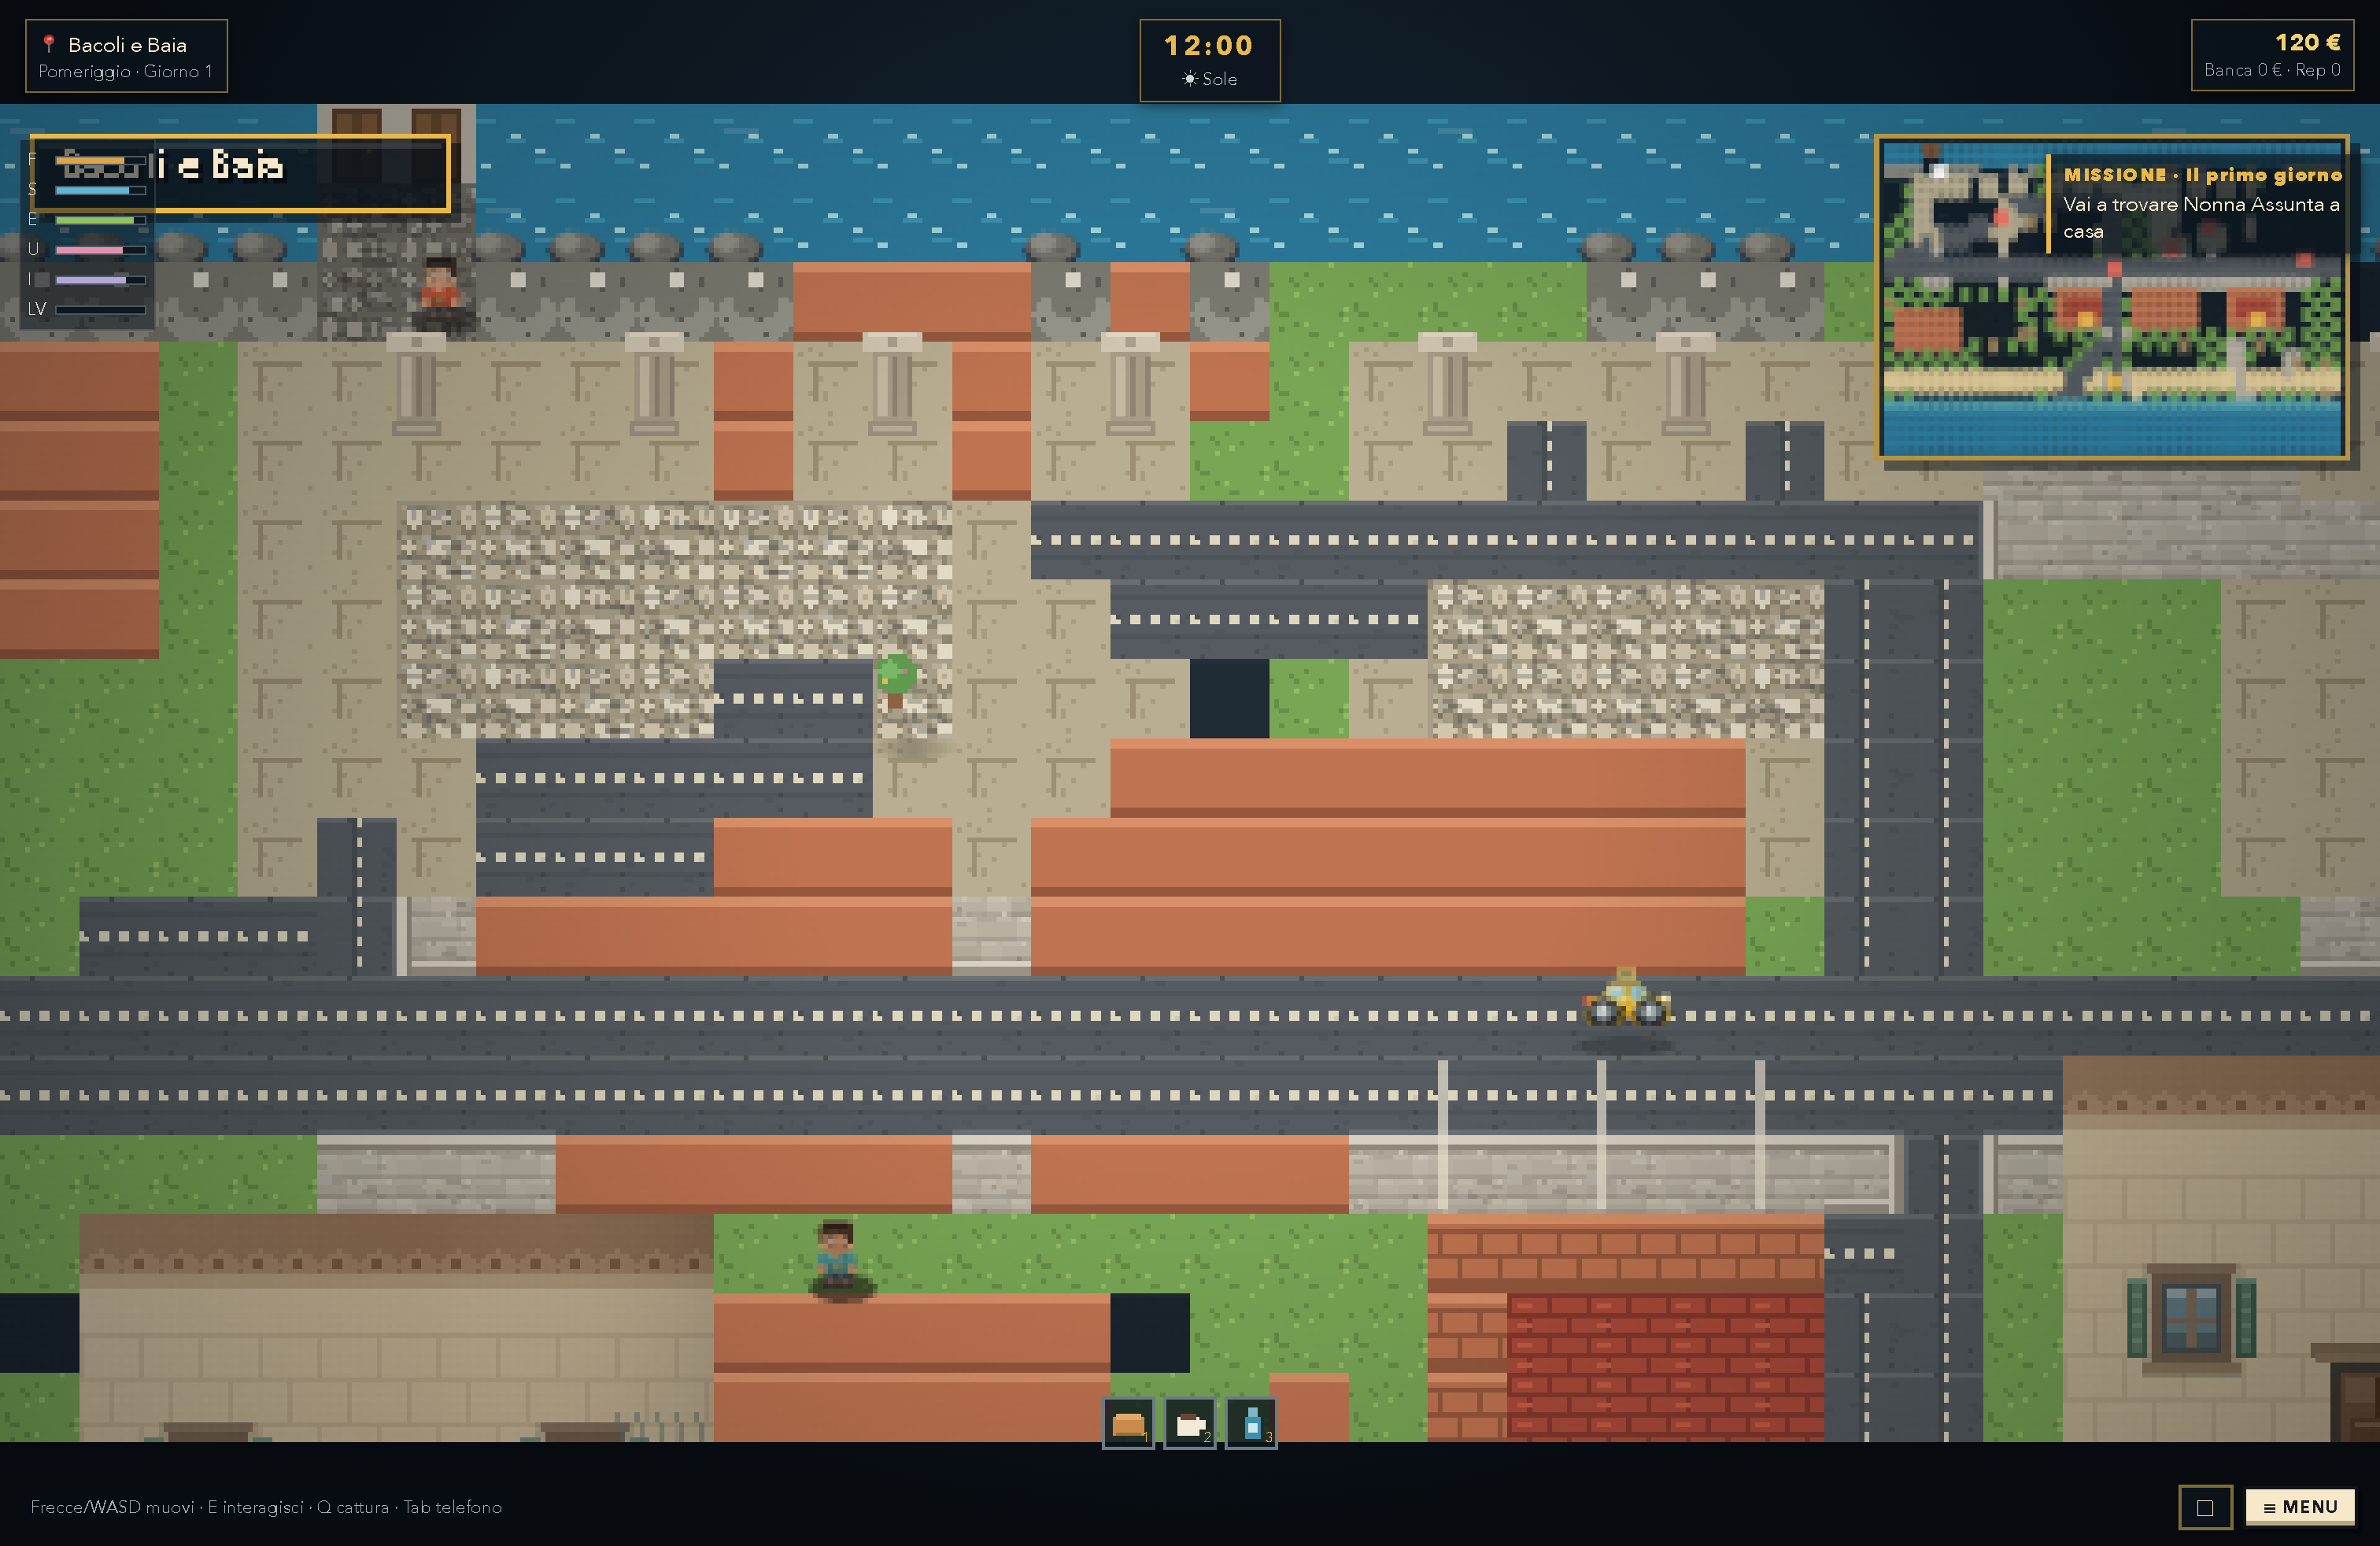 📍 Bacoli e Baia
Pomeriggio · Giorno 1
12:00
☀ Sole
120 €
Banca 0 € · Rep 0
li e Baia
F
S
E
U
I
LV
MISSIONE · Il primo giorno
Vai a trovare Nonna Assunta a
casa
1
2
3
Frecce/WASD muovi · E interagisci · Q cattura · Tab telefono
≡ MENU